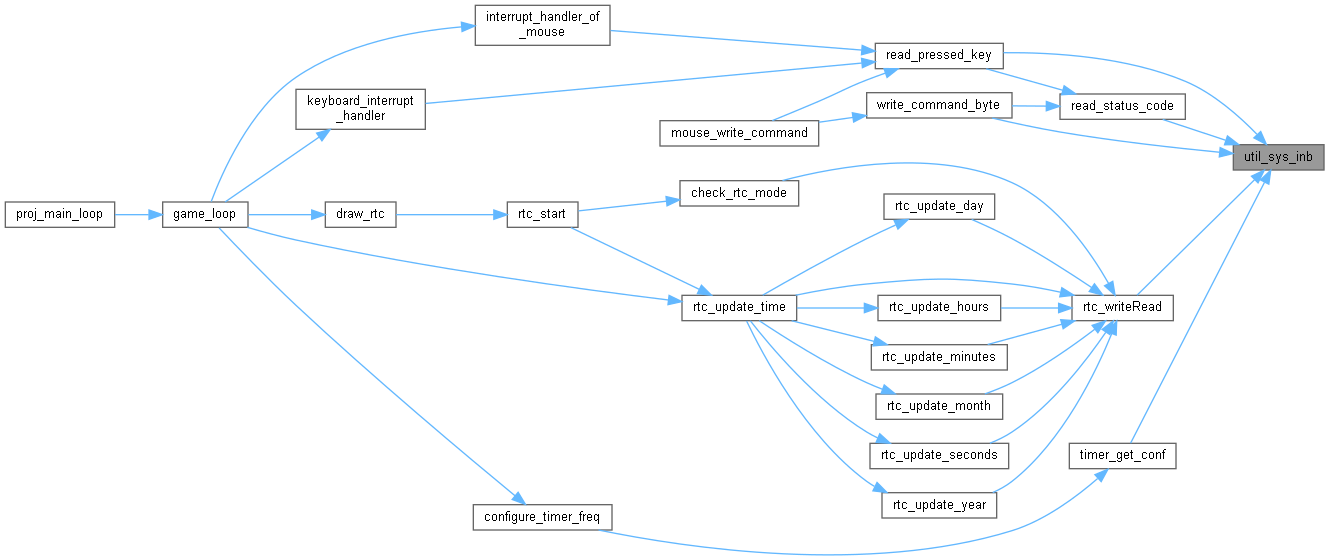 interrupt_handler_of
_mouse
read_pressed_key
keyboard_interrupt
_handler
write_command_byte
read_status_code
mouse_write_command
util_sys_inb
check_rtc_mode
proj_main_loop
game_loop
draw_rtc
rtc_start
rtc_update_day
rtc_update_time
rtc_update_hours
rtc_writeRead
rtc_update_minutes
rtc_update_month
rtc_update_seconds
timer_get_conf
rtc_update_year
configure_timer_freq